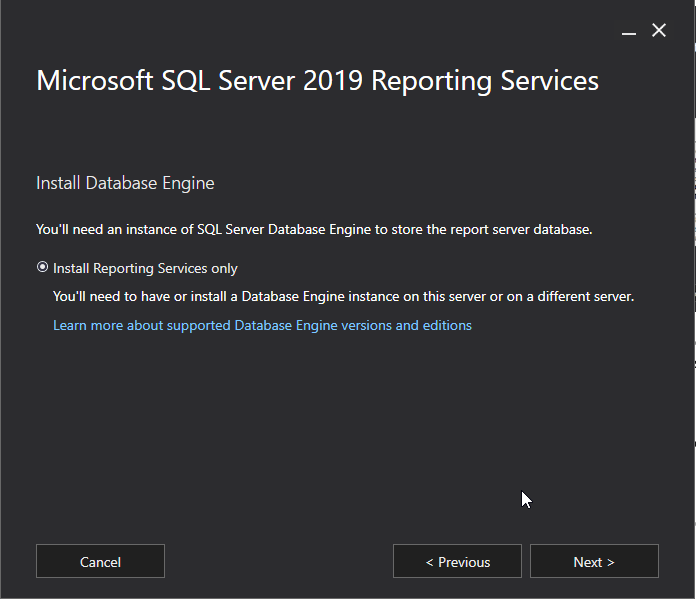 Microsoft SQL Server 2019 Reporting Services
Install Database Engine
You'll need an instance of SQL Server Database Engine to store the report server database.
Install Reporting Services only
You'll need to have or install a Database Engine instance on this server or on a different server.
Learn more about supported Database Engine versions and editions
Cancel
< Previous
Next >